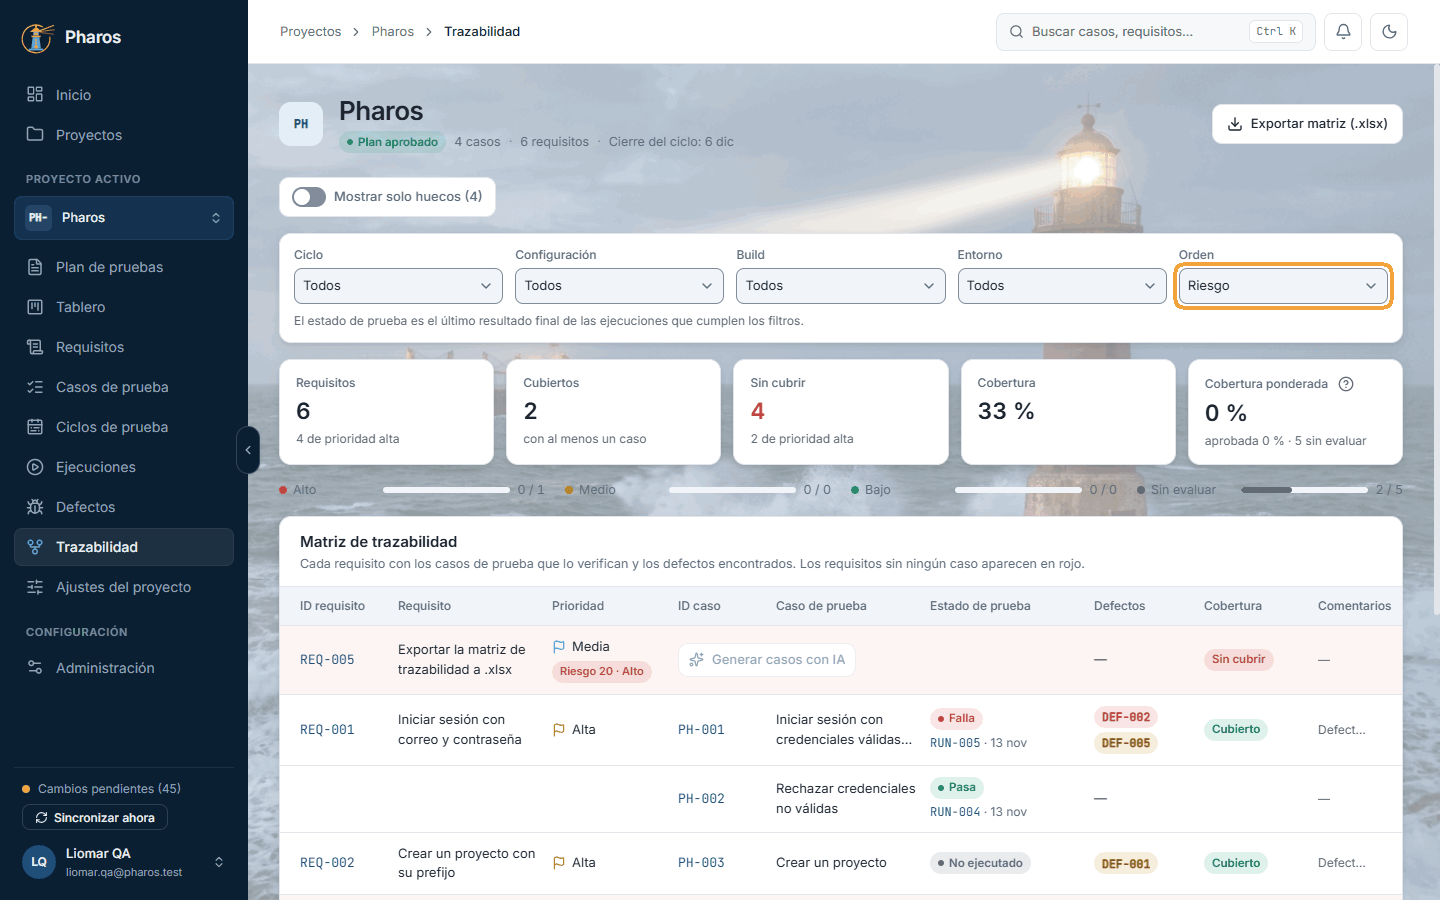 Pharos
Inicio
Proyectos
PROYECTO ACTIVO
PH- Pharos
Plan de pruebas
Tablero
Requisitos
Casos de prueba
Ciclos de prueba
Ejecuciones
Defectos
Trazabilidad
Ajustes del proyecto
CONFIGURACIÓN
Administración
Cambios pendientes (45)
Sincronizar ahora
LQ Liomar QA
liomar.qa@pharos.test
Proyectos > Pharos > Trazabilidad
Buscar casos, requisitos... Ctrl K
PH Pharos
Plan aprobado 4 casos · 6 requisitos · Cierre del ciclo: 6 dic
Exportar matriz (.xlsx)
Mostrar solo huecos (4)
Ciclo Configuración Build Entorno Orden
Todos Todos Todos Todos Riesgo
El estado de prueba es el último resultado final de las ejecuciones que cumplen los filtros.
Requisitos Cubiertos Sin cubrir Cobertura Cobertura ponderada ?
6 2 4 33 % 0 %
4 de prioridad alta con al menos un caso 2 de prioridad alta aprobada 0 % · 5 sin evaluar
Alto 0 / 1 Medio 0 / 0 Bajo 0 / 0 Sin evaluar 2 / 5
Matriz de trazabilidad
Cada requisito con los casos de prueba que lo verifican y los defectos encontrados. Los requisitos sin ningún caso aparecen en rojo.
ID requisito Requisito Prioridad ID caso Caso de prueba Estado de prueba Defectos Cobertura Comentarios
REQ-005 Exportar la matriz de trazabilidad a .xlsx Media Riesgo 20 · Alto Generar casos con IA — Sin cubrir —
REQ-001 Iniciar sesión con correo y contraseña Alta PH-001 Iniciar sesión con credenciales válidas... Falla RUN-005 · 13 nov DEF-002 DEF-005 Cubierto Defect...
PH-002 Rechazar credenciales no válidas Pasa RUN-004 · 13 nov — —
REQ-002 Crear un proyecto con su prefijo Alta PH-003 Crear un proyecto No ejecutado DEF-001 Cubierto Defect...